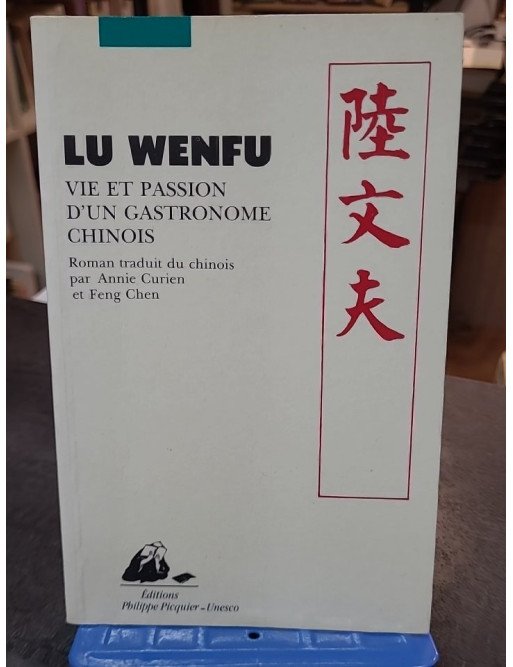 LU WENFU
VIE ET PASSION
D'UN GASTRONOME
CHINOIS
Roman traduit du chinois
par Annie Curien
et Feng Chen
陸文夫
Éditions
Philippe Picquier – Unesco